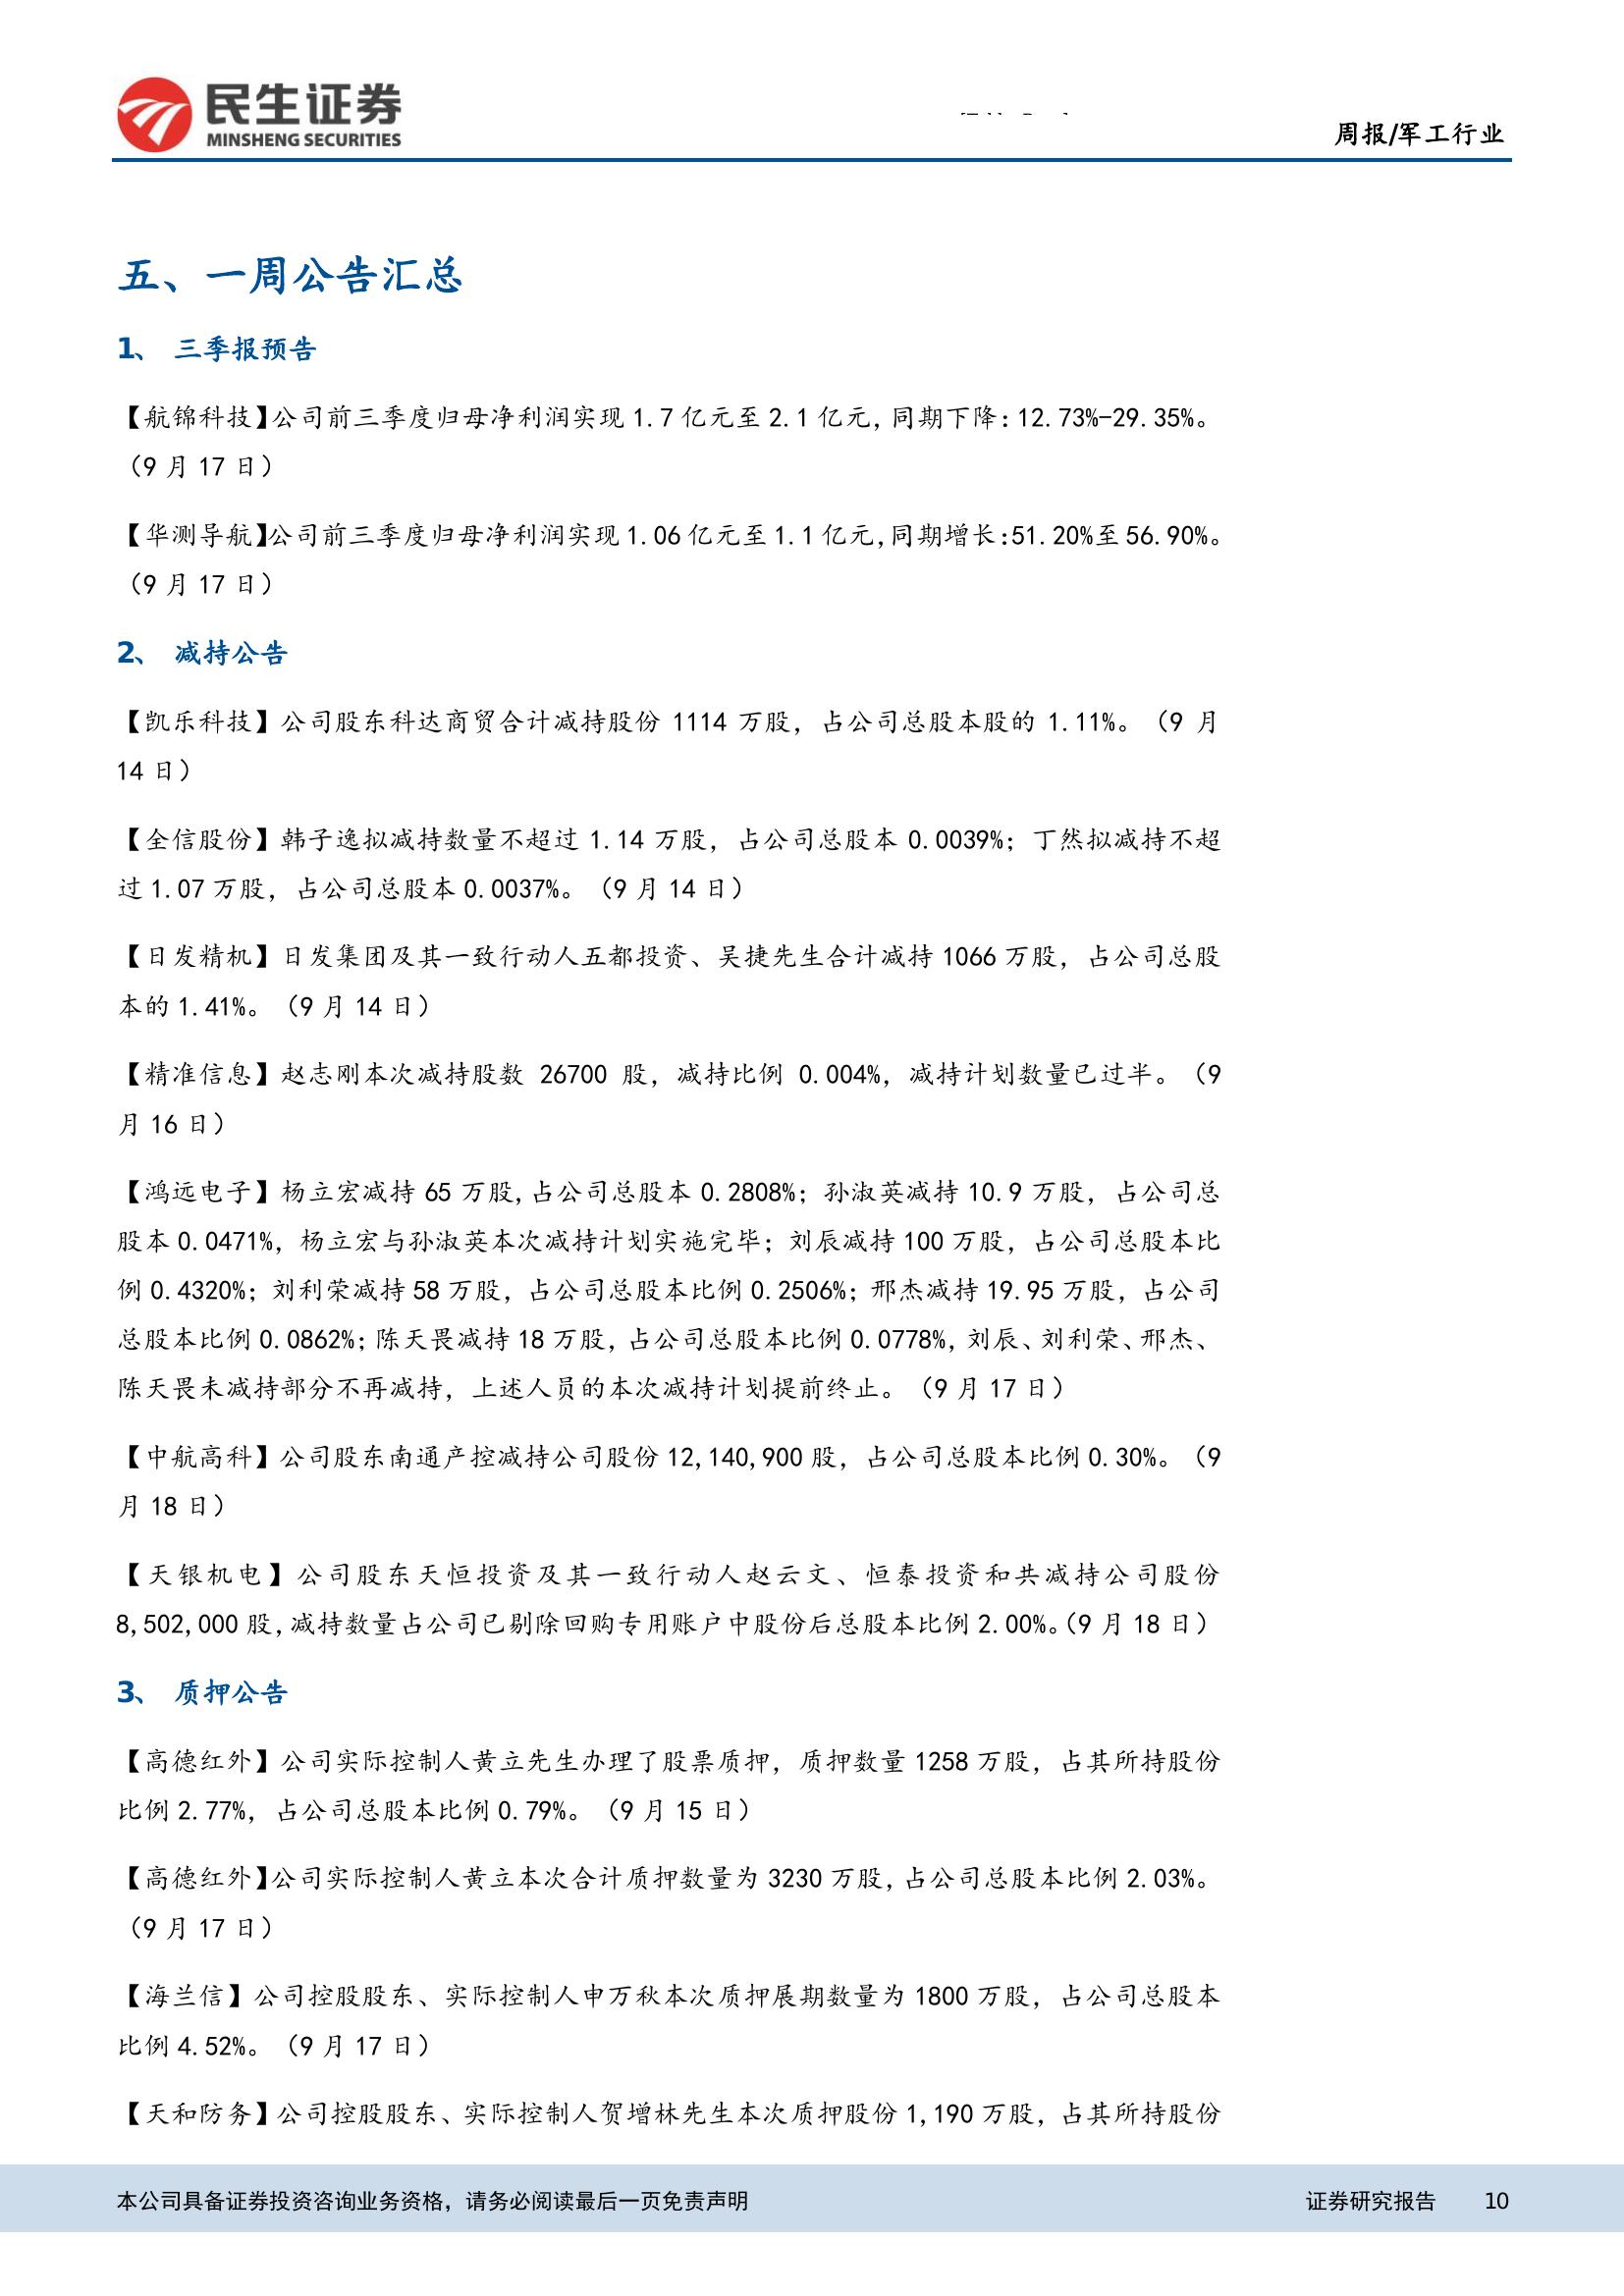 民生证券
MINSHENG SECURITIES
周报/军工行业
五、一周公告汇总
1、 三季报预告
【航锦科技】公司前三季度归母净利润实现 1.7 亿元至 2.1 亿元，同期下降：12.73%-29.35%。
（9 月 17 日）
【华测导航】公司前三季度归母净利润实现 1.06 亿元至 1.1 亿元，同期增长：51.20%至 56.90%。
（9 月 17 日）
2、 减持公告
【凯乐科技】公司股东科达商贸合计减持股份 1114 万股，占公司总股本股的 1.11%。（9 月
14 日）
【全信股份】韩子逸拟减持数量不超过 1.14 万股，占公司总股本 0.0039%；丁然拟减持不超
过 1.07 万股，占公司总股本 0.0037%。（9 月 14 日）
【日发精机】日发集团及其一致行动人五都投资、吴捷先生合计减持 1066 万股，占公司总股
本的 1.41%。（9 月 14 日）
【精准信息】赵志刚本次减持股数 26700 股，减持比例 0.004%，减持计划数量已过半。（9
月 16 日）
【鸿远电子】杨立宏减持 65 万股，占公司总股本 0.2808%；孙淑英减持 10.9 万股，占公司总
股本 0.0471%，杨立宏与孙淑英本次减持计划实施完毕；刘辰减持 100 万股，占公司总股本比
例 0.4320%；刘利荣减持 58 万股，占公司总股本比例 0.2506%；邢杰减持 19.95 万股，占公司
总股本比例 0.0862%；陈天畏减持 18 万股，占公司总股本比例 0.0778%，刘辰、刘利荣、邢杰、
陈天畏未减持部分不再减持，上述人员的本次减持计划提前终止。（9 月 17 日）
【中航高科】公司股东南通产控减持公司股份 12,140,900 股，占公司总股本比例 0.30%。（9
月 18 日）
【天银机电】公司股东天恒投资及其一致行动人赵云文、恒泰投资和共减持公司股份
8,502,000 股，减持数量占公司已剔除回购专用账户中股份后总股本比例 2.00%。（9 月 18 日）
3、 质押公告
【高德红外】公司实际控制人黄立先生办理了股票质押，质押数量 1258 万股，占其所持股份
比例 2.77%，占公司总股本比例 0.79%。（9 月 15 日）
【高德红外】公司实际控制人黄立本次合计质押数量为 3230 万股，占公司总股本比例 2.03%。
（9 月 17 日）
【海兰信】公司控股股东、实际控制人申万秋本次质押展期数量为 1800 万股，占公司总股本
比例 4.52%。（9 月 17 日）
【天和防务】公司控股股东、实际控制人贺增林先生本次质押股份 1,190 万股，占其所持股份
本公司具备证券投资咨询业务资格，请务必阅读最后一页免责声明
证券研究报告 10